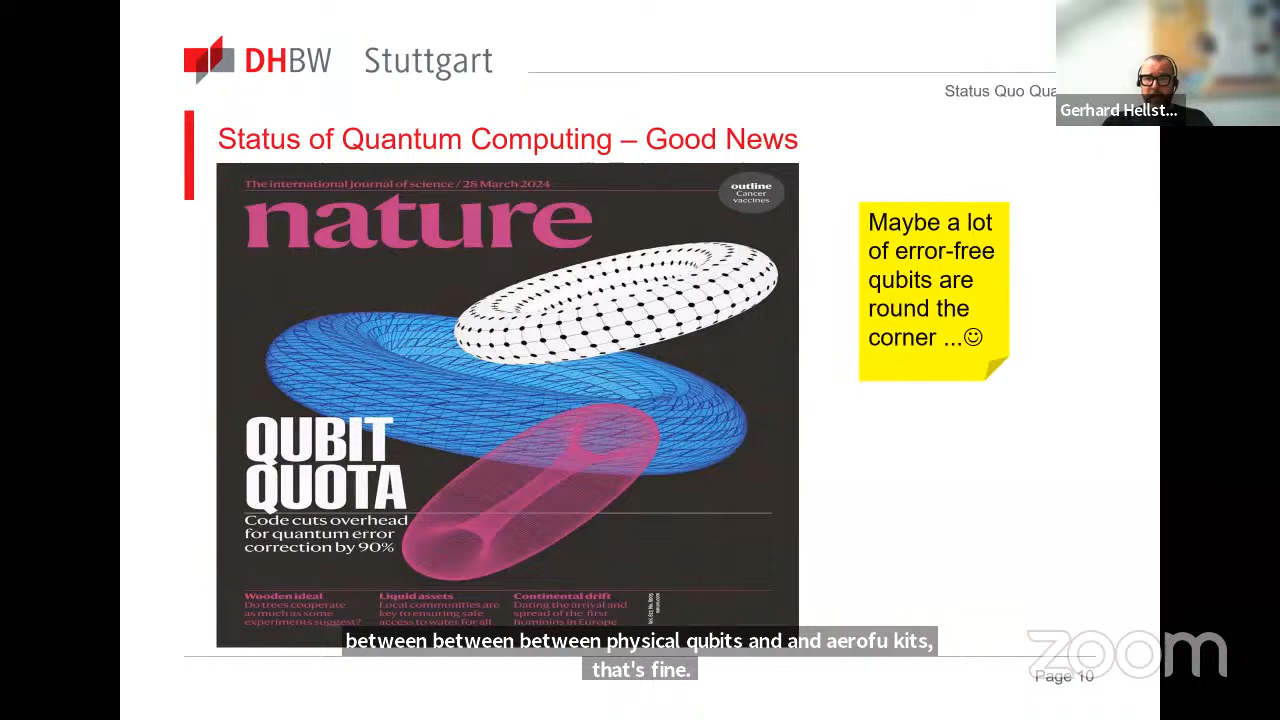 DHBW Stuttgart
Status Quo Qua
Gerhard Hellst...
Status of Quantum Computing – Good News
The international journal of science / 28 March 2024
nature
outline
Cancer
vaccines
Maybe a lot
of error-free
qubits are
round the
corner ...☺
QUBIT
QUOTA
Code cuts overhead
for quantum error
correction by 90%
Wooden ideal
Do trees cooperate
as much as some
experiments suggest?
Liquid assets
Local communities are
key to ensuring safe
access to water for all
Continental drift
Dating the arrival and
spread of the first
hominins in Europe
between between between physical qubits and and aerofu kits,
that's fine.
zoom
Page 10